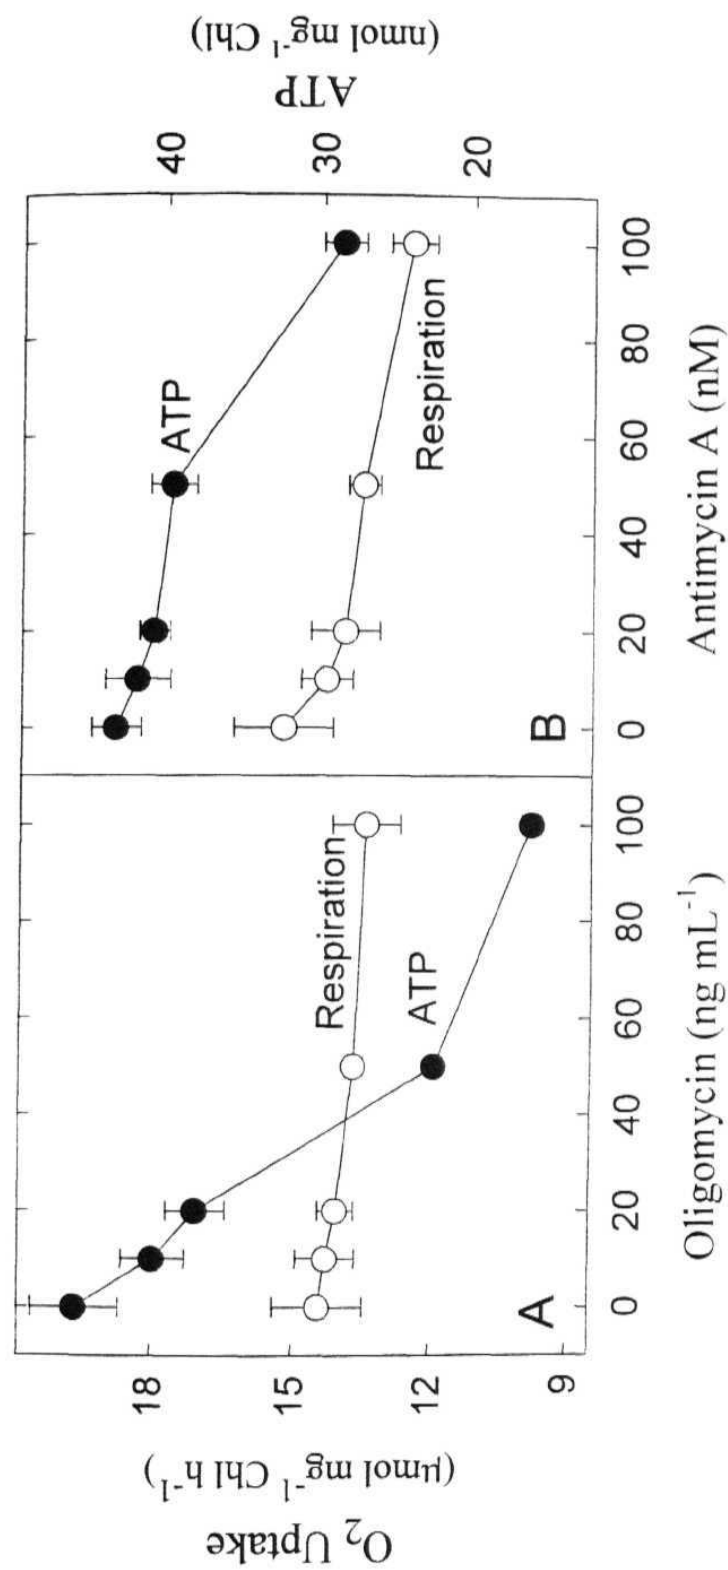 O₂ Uptake
(μmol mg⁻¹ Chl h⁻¹)
18
15
12
9
A
Respiration
ATP
0
20
40
60
80
100
Oligomycin (ng mL⁻¹)
B
ATP
Respiration
0
20
40
60
80
100
Antimycin A (nM)
40
30
20
ATP
(nmol mg⁻¹ Chl)